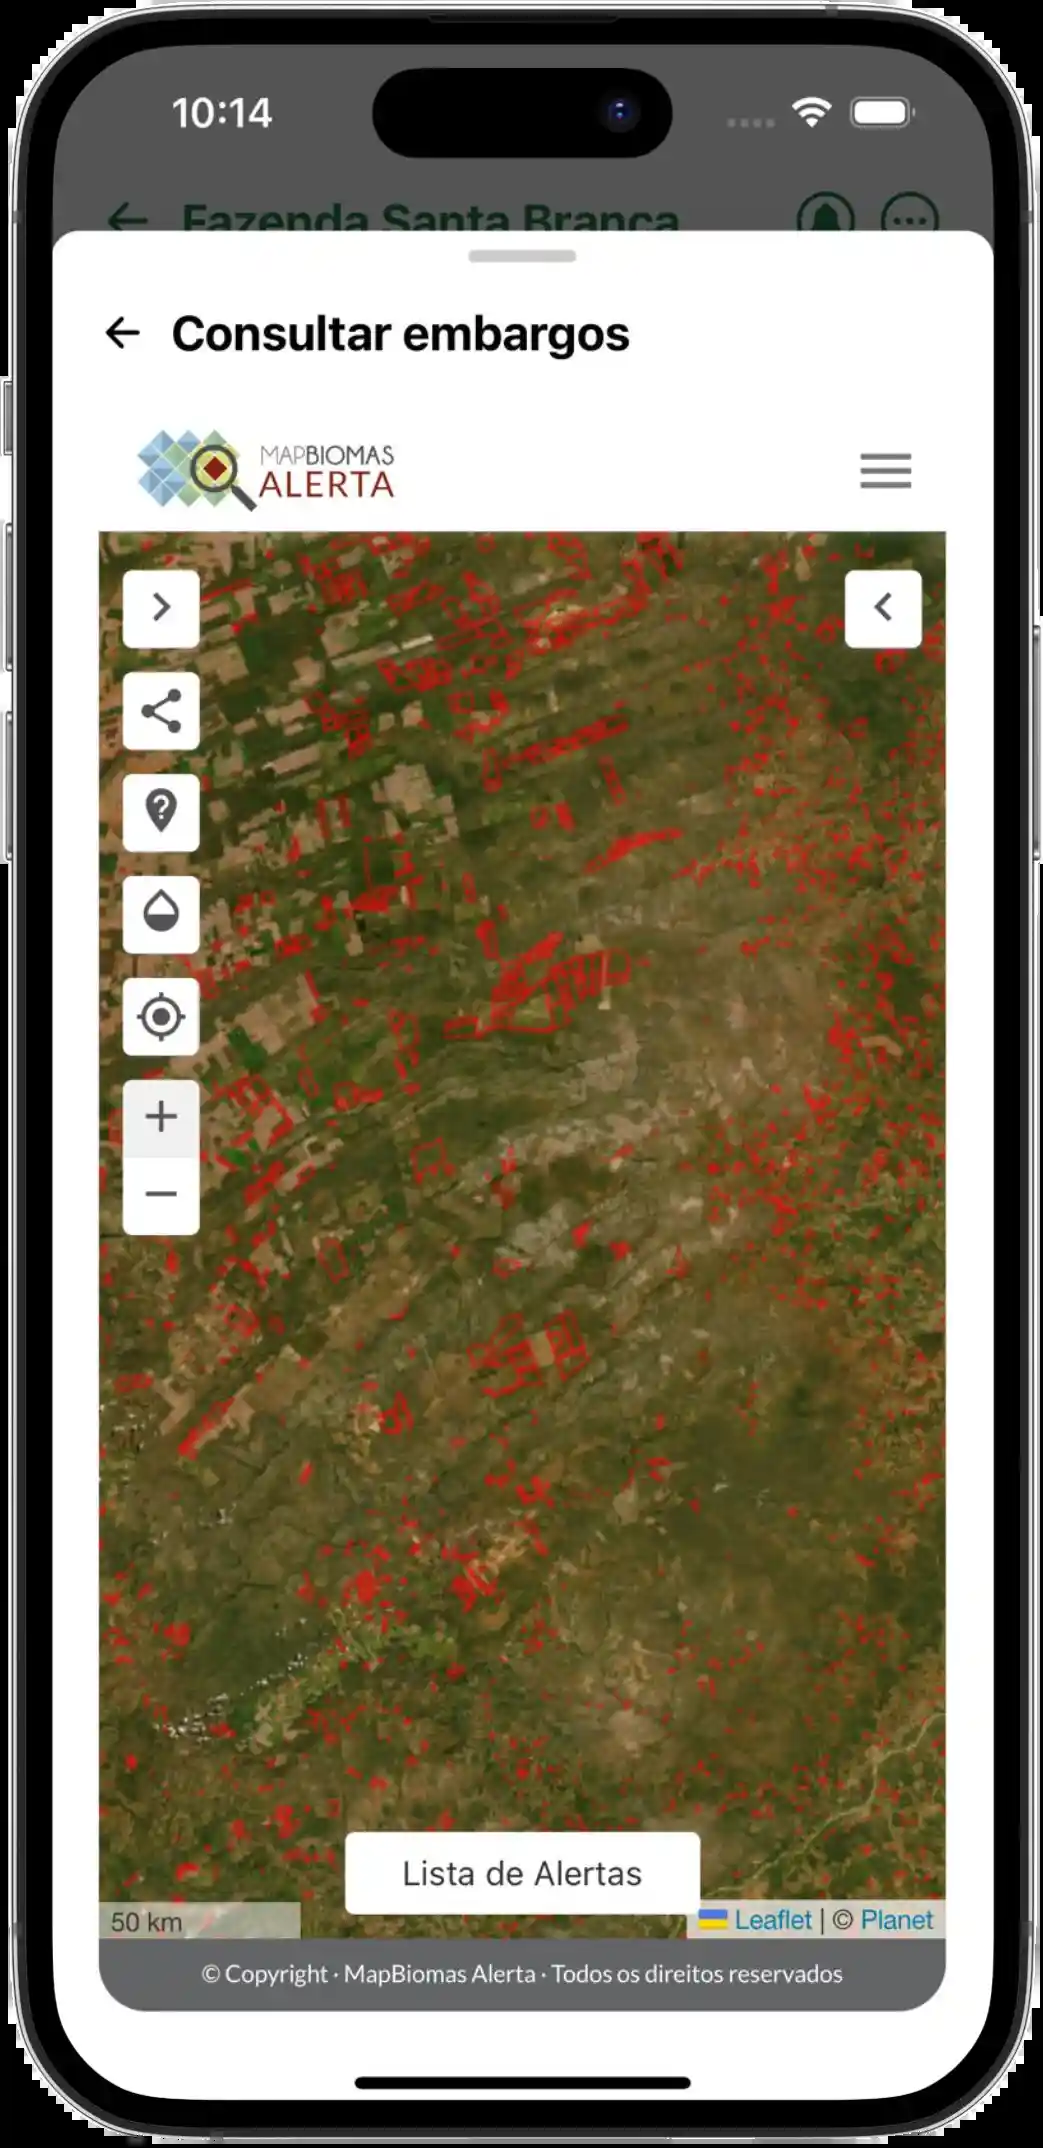 10:14
Fazenda Santa Branca
Consultar embargos
MAPBIOMAS
ALERTA
Lista de Alertas
50 km
Leaflet | © Planet
© Copyright · MapBiomas Alerta · Todos os direitos reservados